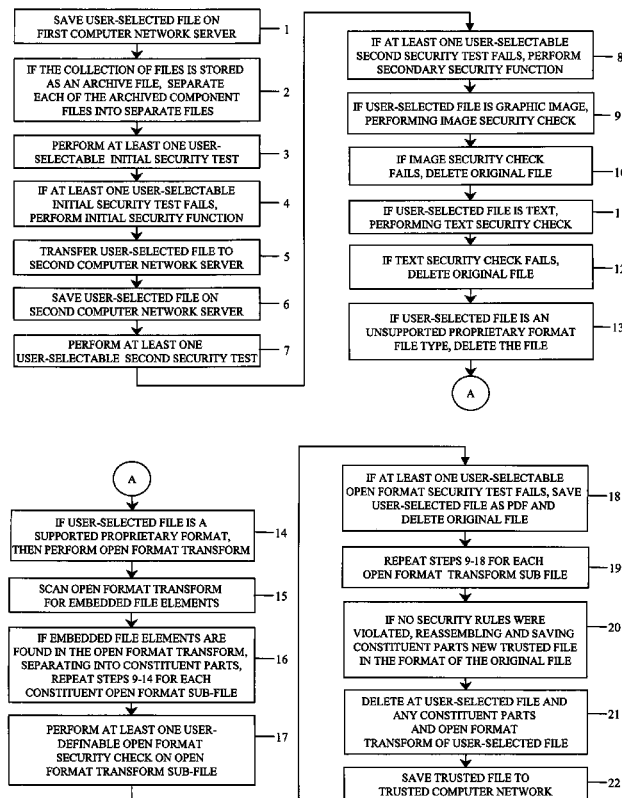 SAVE USER-SELECTED FILE ON
FIRST COMPUTER NETWORK SERVER
1
IF THE COLLECTION OF FILES IS STORED
AS AN ARCHIVE FILE, SEPARATE
EACH OF THE ARCHIVED COMPONENT
FILES INTO SEPARATE FILES
2
PERFORM AT LEAST ONE USER-
SELECTABLE INITIAL SECURITY TEST
3
IF AT LEAST ONE USER-SELECTABLE
INITIAL SECURITY TEST FAILS,
PERFORM INITIAL SECURITY FUNCTION
4
TRANSFER USER-SELECTED FILE TO
SECOND COMPUTER NETWORK SERVER
5
SAVE USER-SELECTED FILE ON
SECOND COMPUTER NETWORK SERVER
6
PERFORM AT LEAST ONE
USER-SELECTABLE SECOND SECURITY TEST
7
IF AT LEAST ONE USER-SELECTABLE
SECOND SECURITY TEST FAILS, PERFORM
SECONDARY SECURITY FUNCTION
8
IF USER-SELECTED FILE IS GRAPHIC IMAGE,
PERFORMING IMAGE SECURITY CHECK
9
IF IMAGE SECURITY CHECK
FAILS, DELETE ORIGINAL FILE
10
IF USER-SELECTED FILE IS TEXT,
PERFORMING TEXT SECURITY CHECK
1
IF TEXT SECURITY CHECK FAILS,
DELETE ORIGINAL FILE
12
IF USER-SELECTED FILE IS AN
UNSUPPORTED PROPRIETARY FORMAT
FILE TYPE, DELETE THE FILE
13
A
A
IF USER-SELECTED FILE IS A
SUPPORTED PROPRIETARY FORMAT,
THEN PERFORM OPEN FORMAT TRANSFORM
14
SCAN OPEN FORMAT TRANSFORM
FOR EMBEDDED FILE ELEMENTS
15
IF EMBEDDED FILE ELEMENTS ARE
FOUND IN THE OPEN FORMAT TRANSFORM,
SEPARATING INTO CONSTITUENT PARTS,
REPEAT STEPS 9-14 FOR EACH
CONSTITUENT OPEN FORMAT SUB-FILE
16
PERFORM AT LEAST ONE USER-
DEFINABLE OPEN FORMAT
SECURITY CHECK ON OPEN
FORMAT TRANSFORM SUB-FILE
17
IF AT LEAST ONE USER-SELECTABLE
OPEN FORMAT SECURITY TEST FAILS, SAVE
USER-SELECTED FILE AS PDF AND
DELETE ORIGINAL FILE
18
REPEAT STEPS 9-18 FOR EACH
OPEN FORMAT TRANSFORM SUB FILE
19
IF NO SECURITY RULES WERE
VIOLATED, REASSEMBLING AND SAVING
CONSTITUENT PARTS NEW TRUSTED FILE
IN THE FORMAT OF THE ORIGINAL FILE
20
DELETE AT USER-SELECTED FILE AND
ANY CONSTITUENT PARTS
AND OPEN FORMAT
TRANSFORM OF USER-SELECTED FILE
21
SAVE TRUSTED FILE TO
TRUSTED COMPUTER NETWORK
22